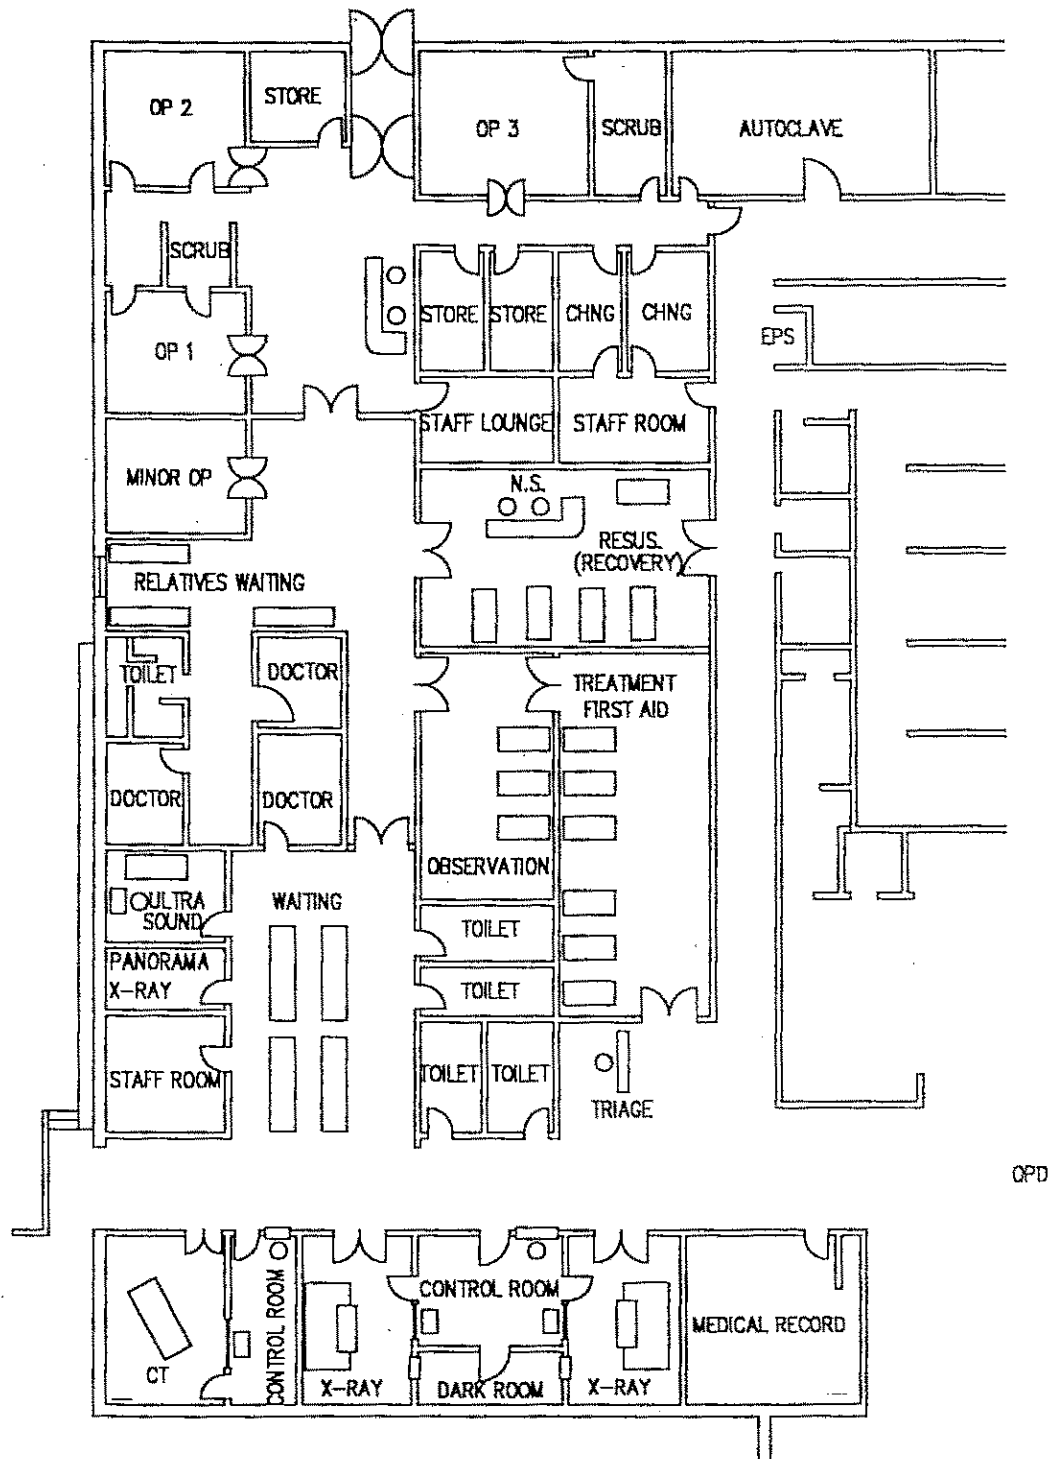 OP 2
STORE
OP 3
SCRUB
AUTOCLAVE
SCRUB
STORE
STORE
CHNG
CHNG
EPS
OP 1
STAFF LOUNGE
STAFF ROOM
MINOR OP
N.S.
RESUS.
(RECOVERY)
RELATIVES WAITING
TOILET
DOCTOR
TREATMENT
FIRST AID
DOCTOR
DOCTOR
OBSERVATION
ULTRA
SOUND
WAITING
TOILET
PANORAMA
X-RAY
TOILET
STAFF ROOM
TOILET
TOILET
TRIAGE
OPD
CONTROL ROOM
CONTROL ROOM
MEDICAL RECORD
CT
X-RAY
DARK ROOM
X-RAY